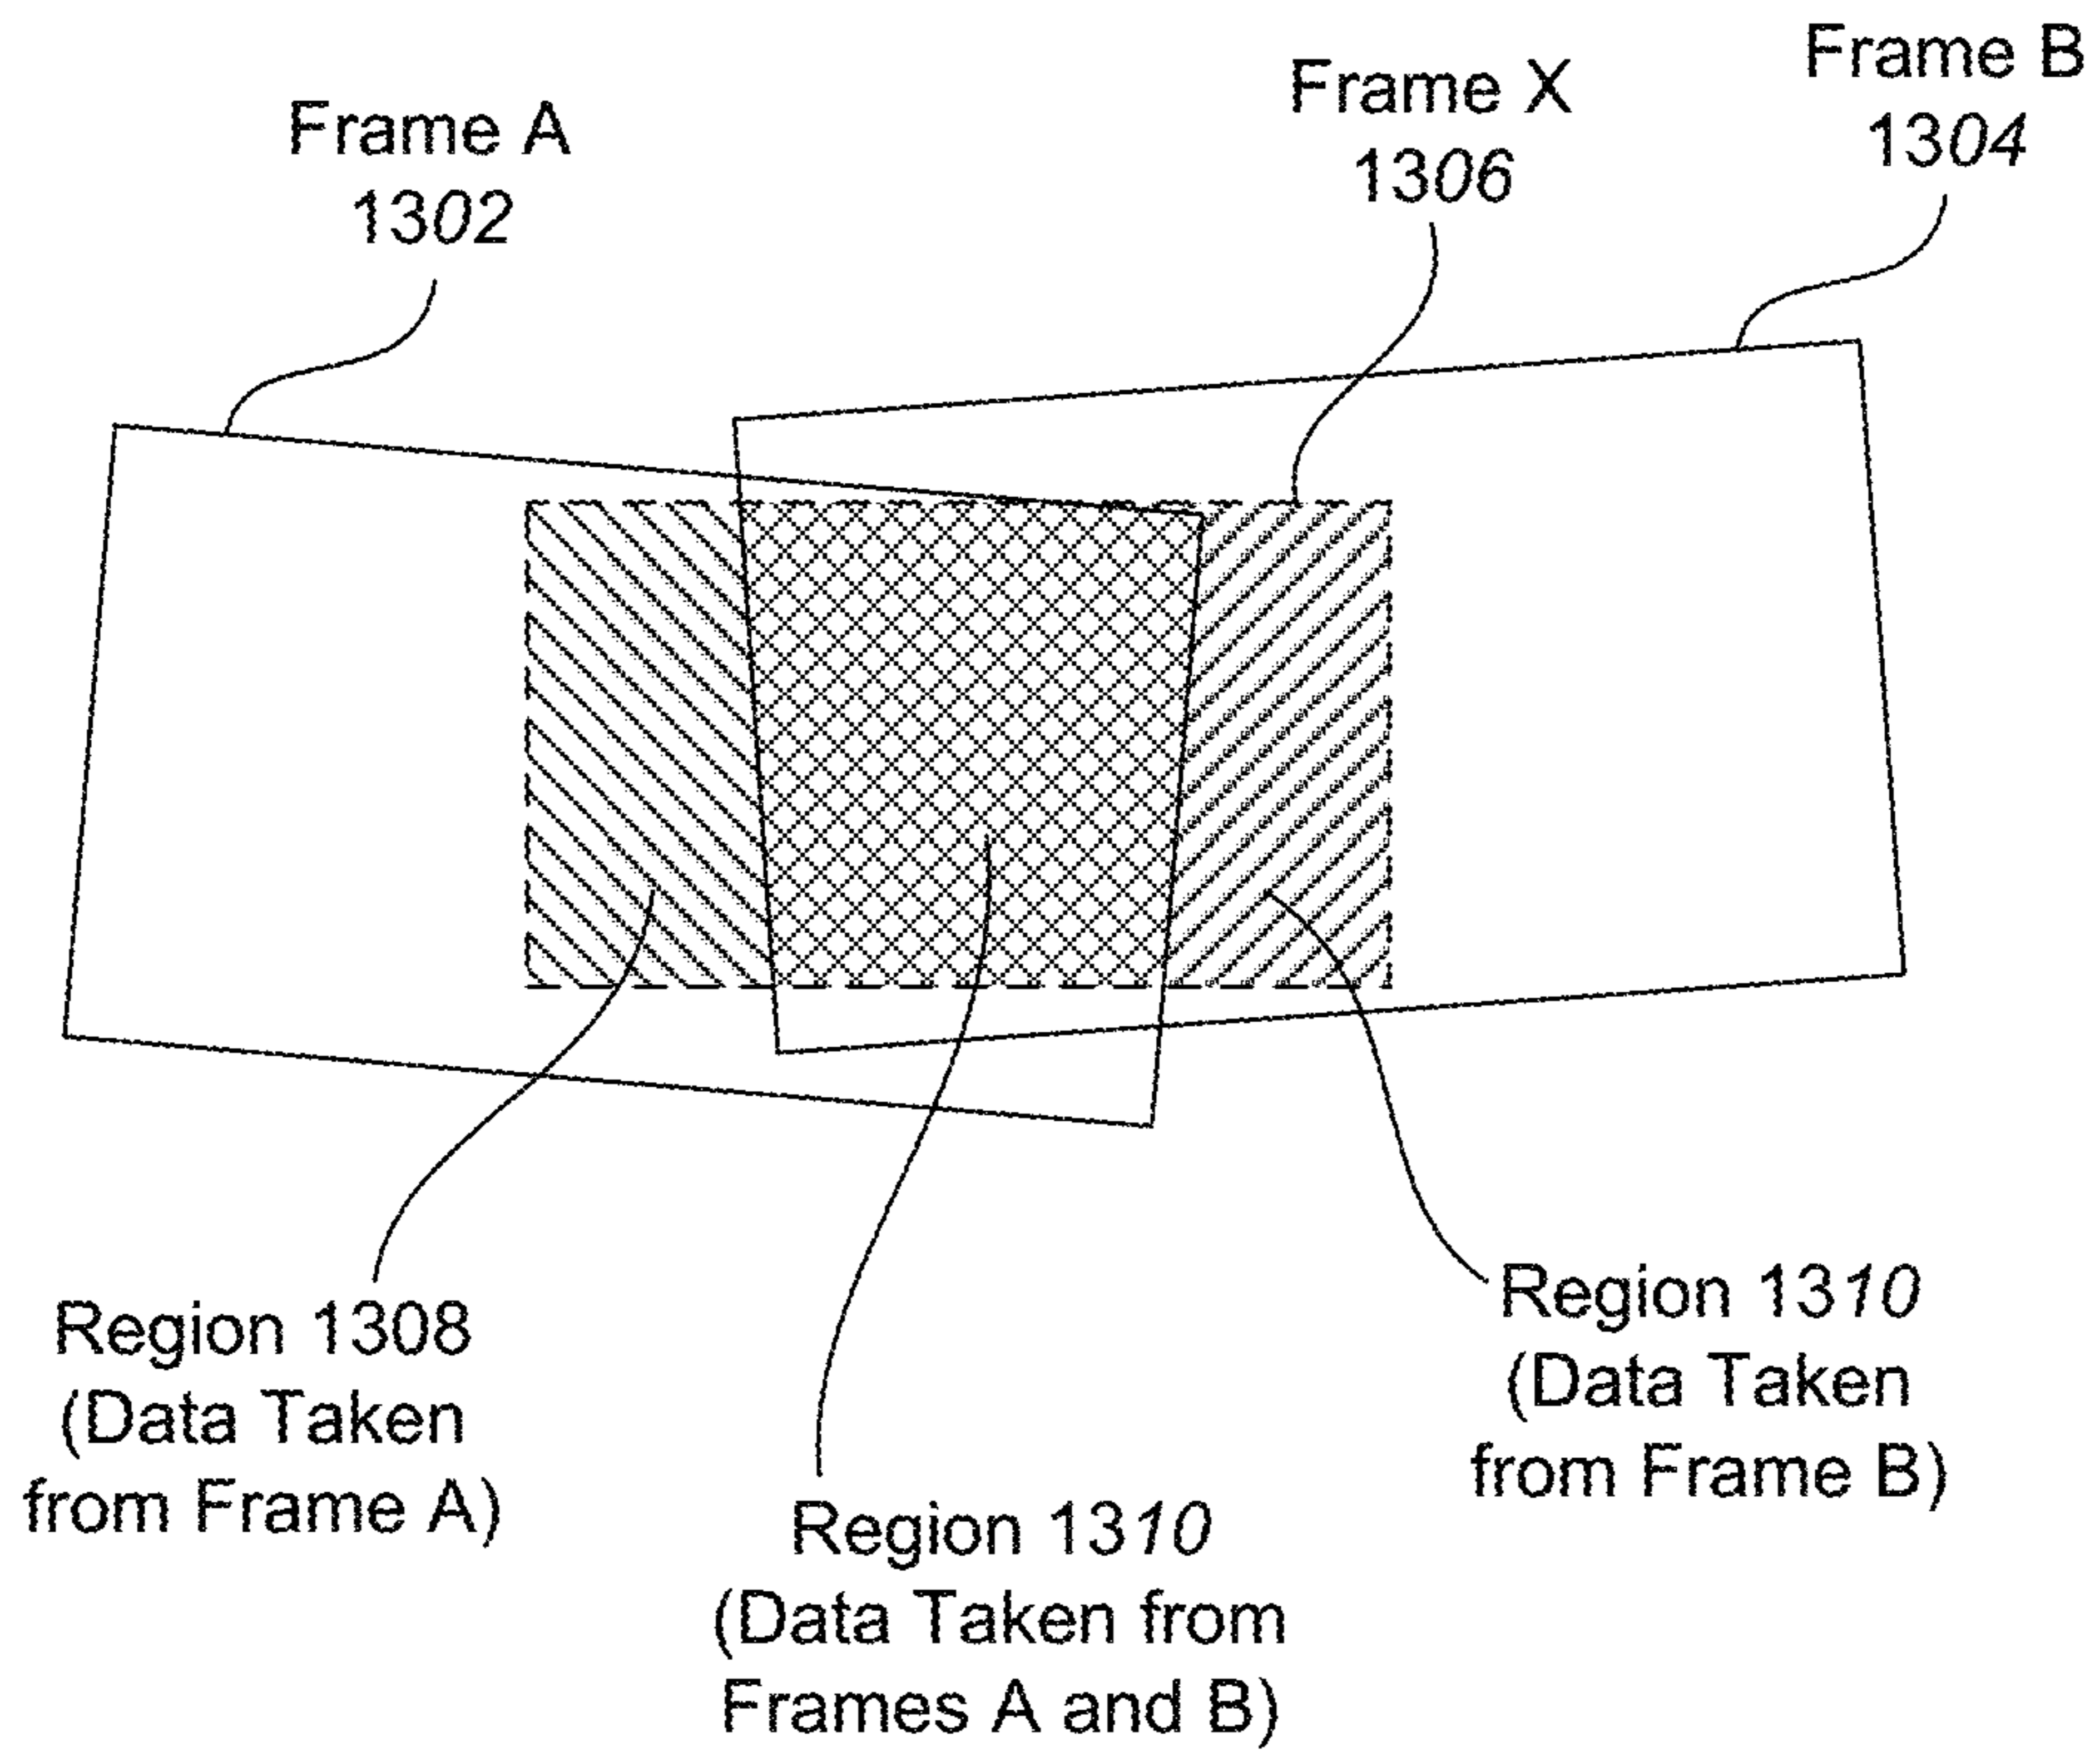 Frame A
1302
Frame X
1306
Frame B
1304
Region 1308
(Data Taken
from Frame A)
Region 1310
(Data Taken from
Frames A and B)
Region 1310
(Data Taken
from Frame B)